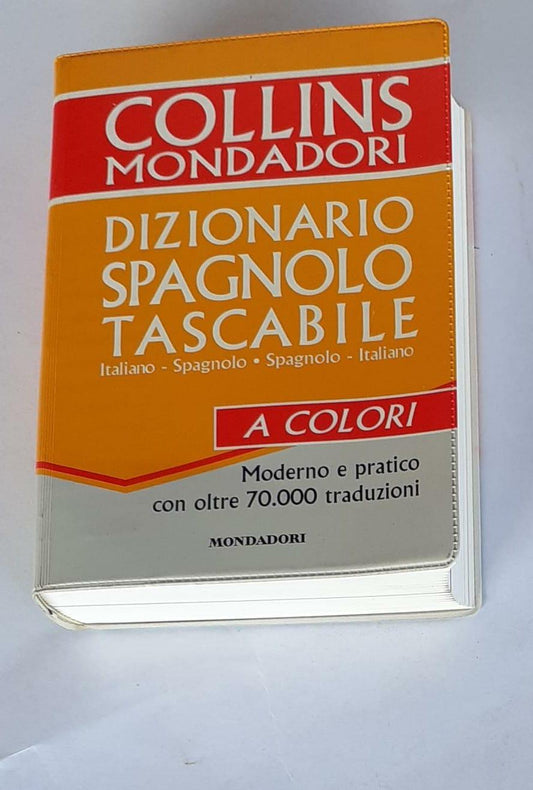 COLLINS
MONDADORI
DIZIONARIO
SPAGNOLO
TASCABILE
Italiano - Spagnolo • Spagnolo - Italiano
A COLORI
Moderno e pratico
con oltre 70.000 traduzioni
MONDADORI